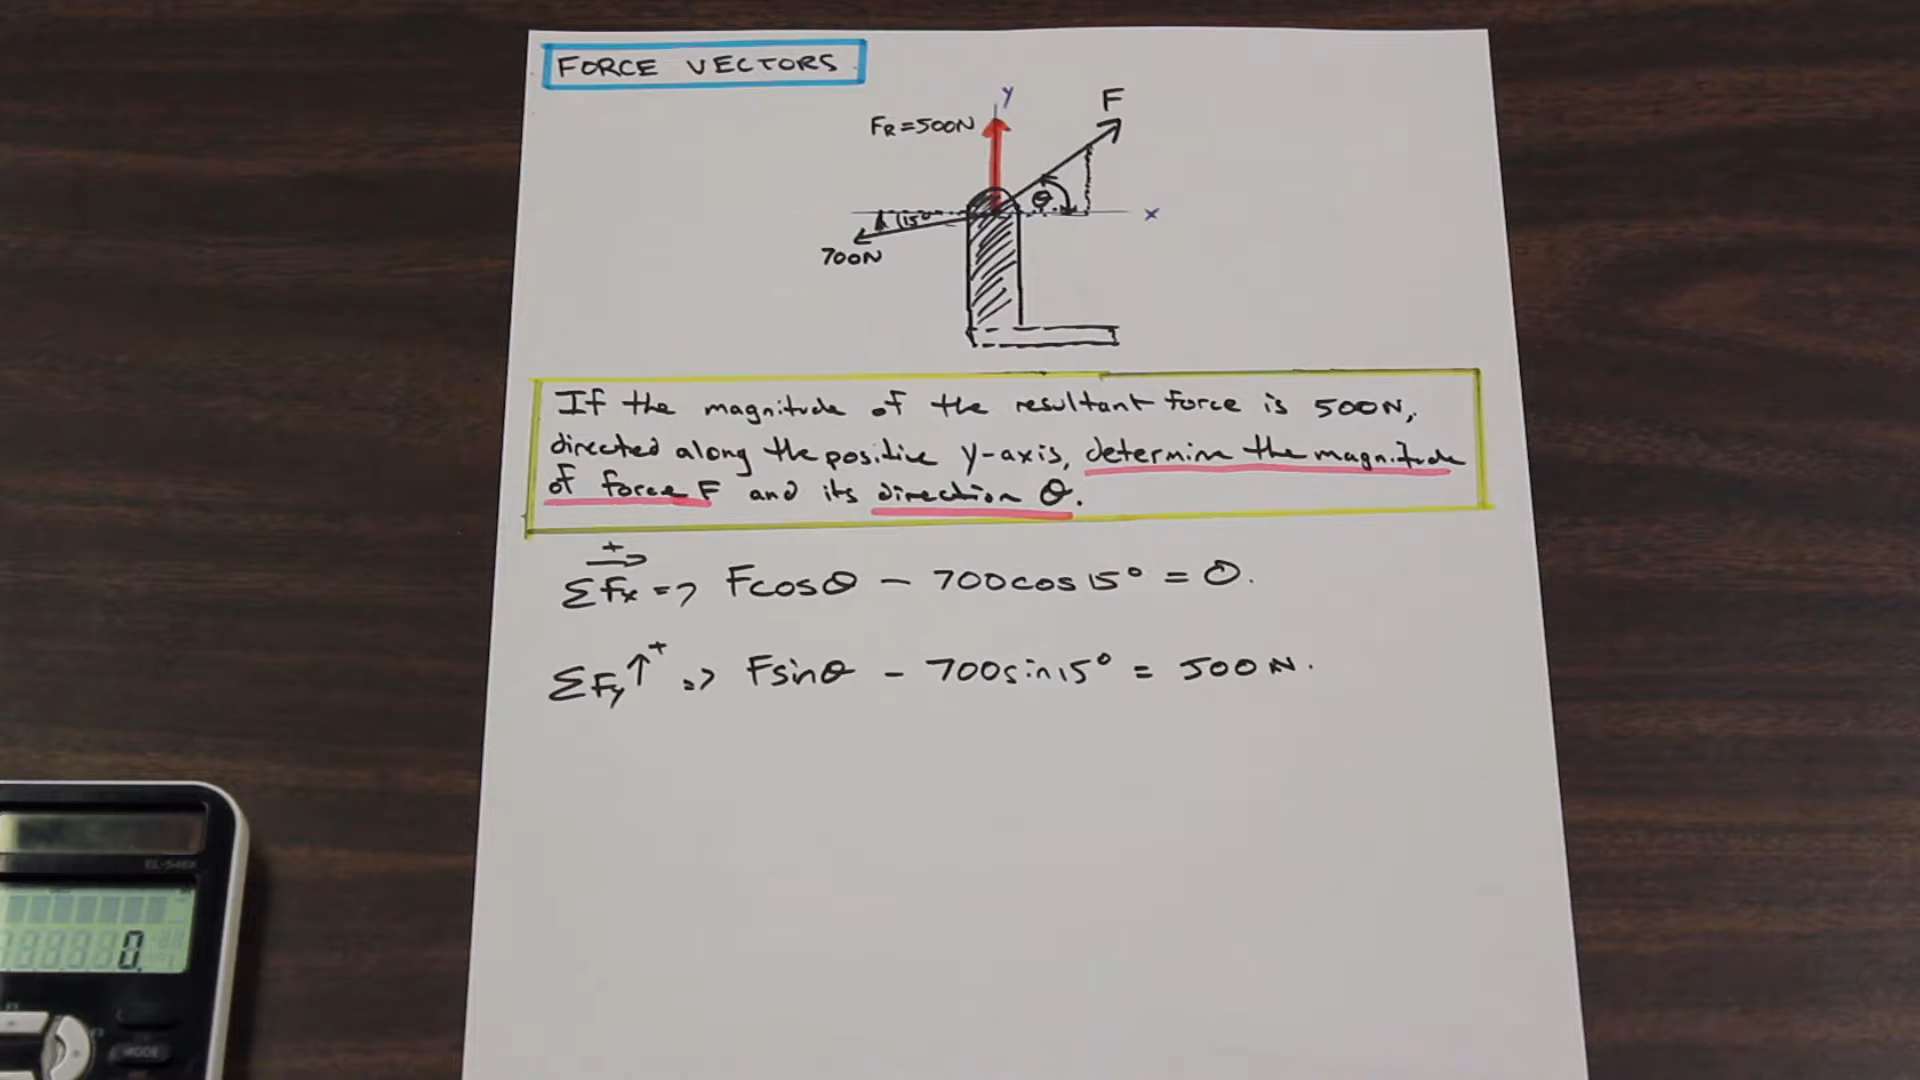 FORCE VECTORS
y
F
FR=500N
θ
15°
x
700N
If the magnitude of the resultant force is 500N,
directed along the positive y-axis, determine the magnitude
of force F and its direction θ.
+
ΣFx => Fcosθ - 700cos15° = 0.
ΣFy↑+ => Fsinθ - 700sin15° = 500N.
EL-546X
0.
MODE